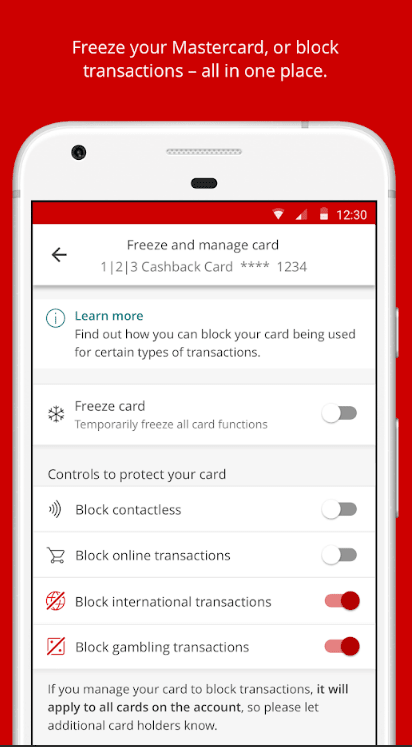 Freeze your Mastercard, or block
transactions – all in one place.
12:30
Freeze and manage card
1|2|3 Cashback Card **** 1234
Learn more
Find out how you can block your card being used
for certain types of transactions.
Freeze card
Temporarily freeze all card functions
Controls to protect your card
Block contactless
Block online transactions
Block international transactions
Block gambling transactions
If you manage your card to block transactions, it will
apply to all cards on the account, so please let
additional card holders know.